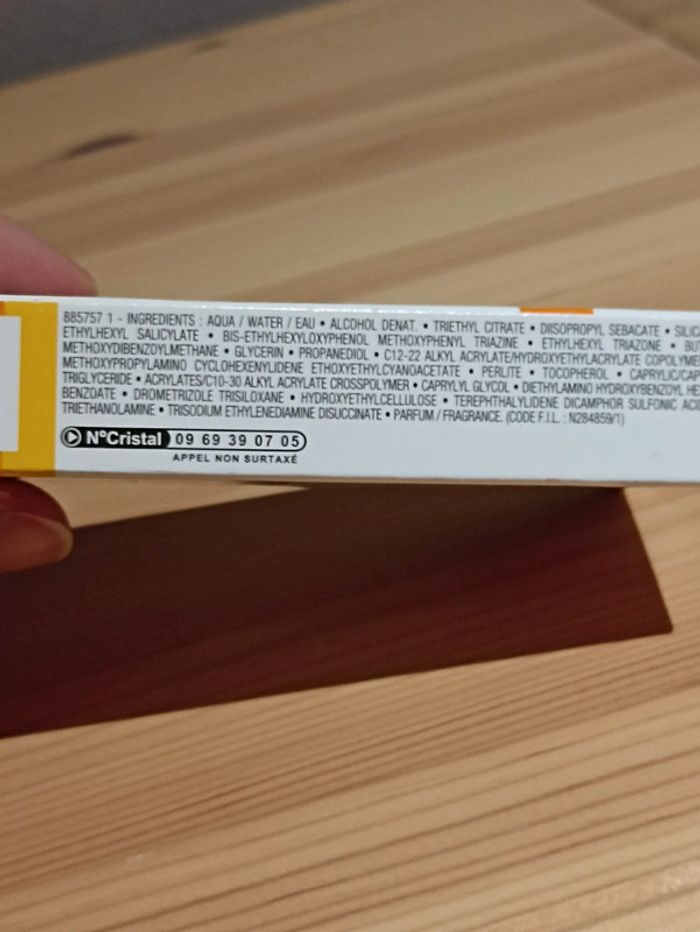 885757 1 - INGREDIENTS : AQUA / WATER / EAU • ALCOHOL DENAT. • TRIETHYL CITRATE • DIISOPROPYL SEBACATE •
ETHYLHEXYL SALICYLATE • BIS-ETHYLHEXYLOXYPHENOL METHOXYPHENYL TRIAZINE • ETHYLHEXYL TRIAZONE •
METHOXYDIBENZOYLMETHANE • GLYCERIN • PROPANEDIOL • C12-22 ALKYL ACRYLATE/HYDROXYETHYLACRYLATE
METHOXYPROPYLAMINO CYCLOHEXENYLIDENE ETHOXYETHYLCYANOACETATE • PERLITE • TOCOPHEROL •
TRIGLYCERIDE • ACRYLATES/C10-30 ALKYL ACRYLATE CROSSPOLYMER • CAPRYLYL GLYCOL • DIETHYLAMINO HYDROXYBENZOYL
BENZOATE • DROMETRIZOLE TRISILOXANE • HYDROXYETHYLCELLULOSE • TEREPHTHALYLIDENE DICAMPHOR SULFONIC
TRIETHANOLAMINE • TRISODIUM ETHYLENEDIAMINE DISUCCINATE • PARFUM / FRAGRANCE. (CODE F.I.L. : N284859/1)
N°Cristal 09 69 39 07 05
APPEL NON SURTAXÉ